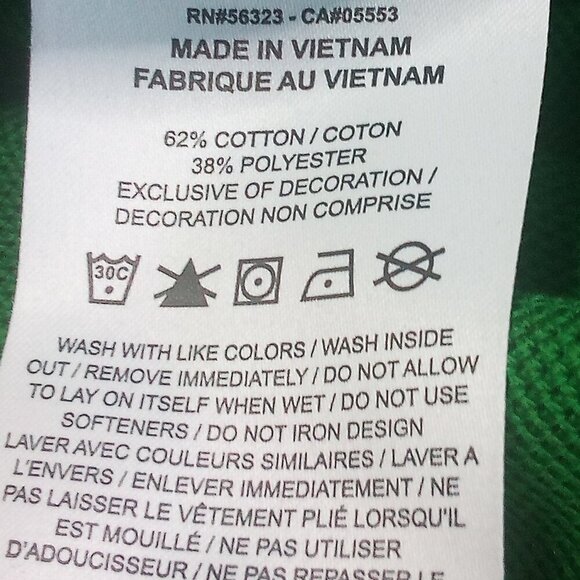 RN#56323 - CA#05553
MADE IN VIETNAM
FABRIQUE AU VIETNAM
62% COTTON / COTON
38% POLYESTER
EXCLUSIVE OF DECORATION /
DECORATION NON COMPRISE
30C
WASH WITH LIKE COLORS / WASH INSIDE
OUT / REMOVE IMMEDIATELY / DO NOT ALLOW
TO LAY ON ITSELF WHEN WET / DO NOT USE
SOFTENERS / DO NOT IRON DESIGN
LAVER AVEC COULEURS SIMILAIRES / LAVER A
L'ENVERS / ENLEVER IMMEDIATEMENT / NE
PAS LAISSER LE VÊTEMENT PLIÉ LORSQU'IL
EST MOUILLÉ / NE PAS UTILISER
D'ADOUCISSEUR / NE PAS REPASSER LE